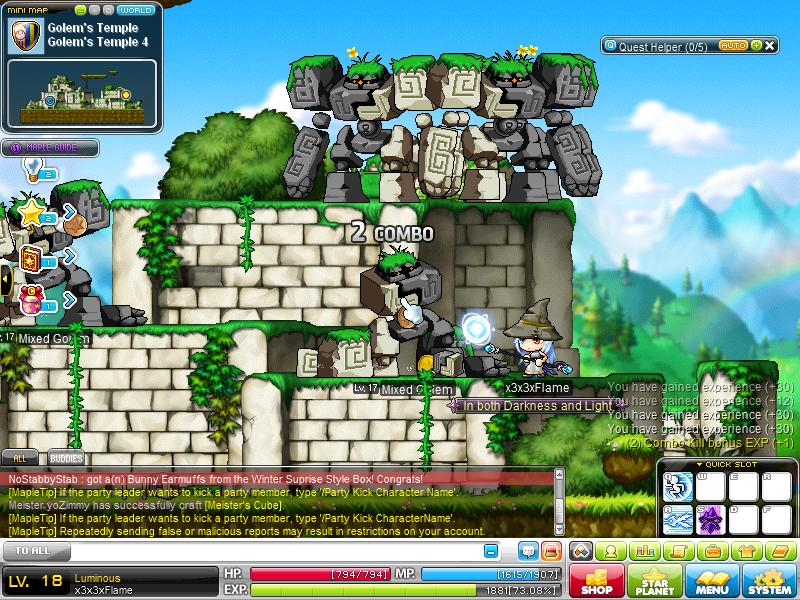 MINI MAP
WORLD
Golem's Temple
Golem's Temple 4
Quest Helper (0/5)
AUTO
MAPLE GUIDE
2
2
1
1
2 COMBO
17 Mixed Golem
Lv. 17 Mixed Golem
x3x3xFlame
In both Darkness and Light
You have gained experience (+30)
You have gained experience (+12)
You have gained experience (+30)
You have gained experience (+30)
(2) Combo Kill bonus EXP (+1)
ALL
BUDDIES
QUICK SLOT
NoStabbyStab : got a(n) Bunny Earmuffs from the Winter Suprise Style Box! Congrats!
[MapleTip] If the party leader wants to kick a party member, type '/Party Kick Character Name'.
Meister.yoZimmy has successfully craft [Meister's Cube].
[MapleTip] If the party leader wants to kick a party member, type '/Party Kick CharacterName'.
[MapleTip] Repeatedly sending false or malicious reports may result in restrictions on your account.
W
E
R
D
F
TO ALL
LV. 18
Luminous
x3x3xFlame
HP. [794/794]
MP. [1615/1907]
EXP. 1881[73.08%]
SHOP
STAR PLANET
MENU
SYSTEM